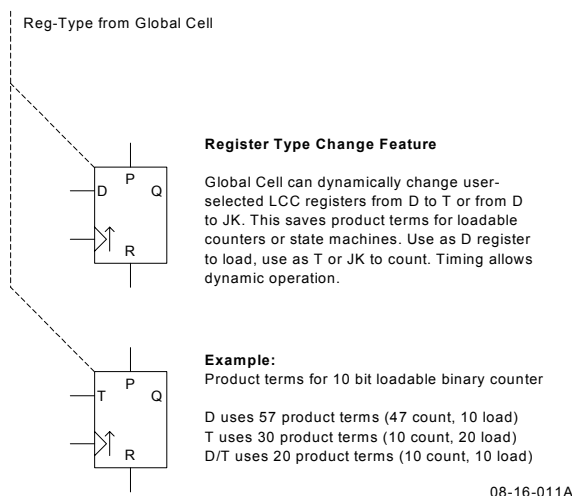 Reg-Type from Global Cell
Register Type Change Feature
P
D
Q
R
Global Cell can dynamically change user-
selected LCC registers from D to T or from D
to JK. This saves product terms for loadable
counters or state machines. Use as D register
to load, use as T or JK to count. Timing allows
dynamic operation.
Example:
P
T
Q
R
Product terms for 10 bit loadable binary counter
D uses 57 product terms (47 count, 10 load)
T uses 30 product terms (10 count, 20 load)
D/T uses 20 product terms (10 count, 10 load)
08-16-011A